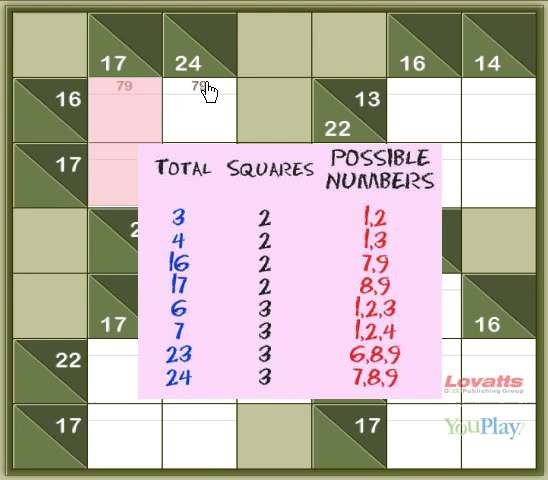 17 24 16 14
16 79 79 13
22
17
TOTAL SQUARES POSSIBLE NUMBERS
3 2 1,2
4 2 1,3
16 2 7,9
17 2 8,9
6 3 1,2,3
7 3 1,2,4
23 3 6,8,9
24 3 7,8,9
17 16
22
Lovatts
Publishing Group
17 17
YouPlay!